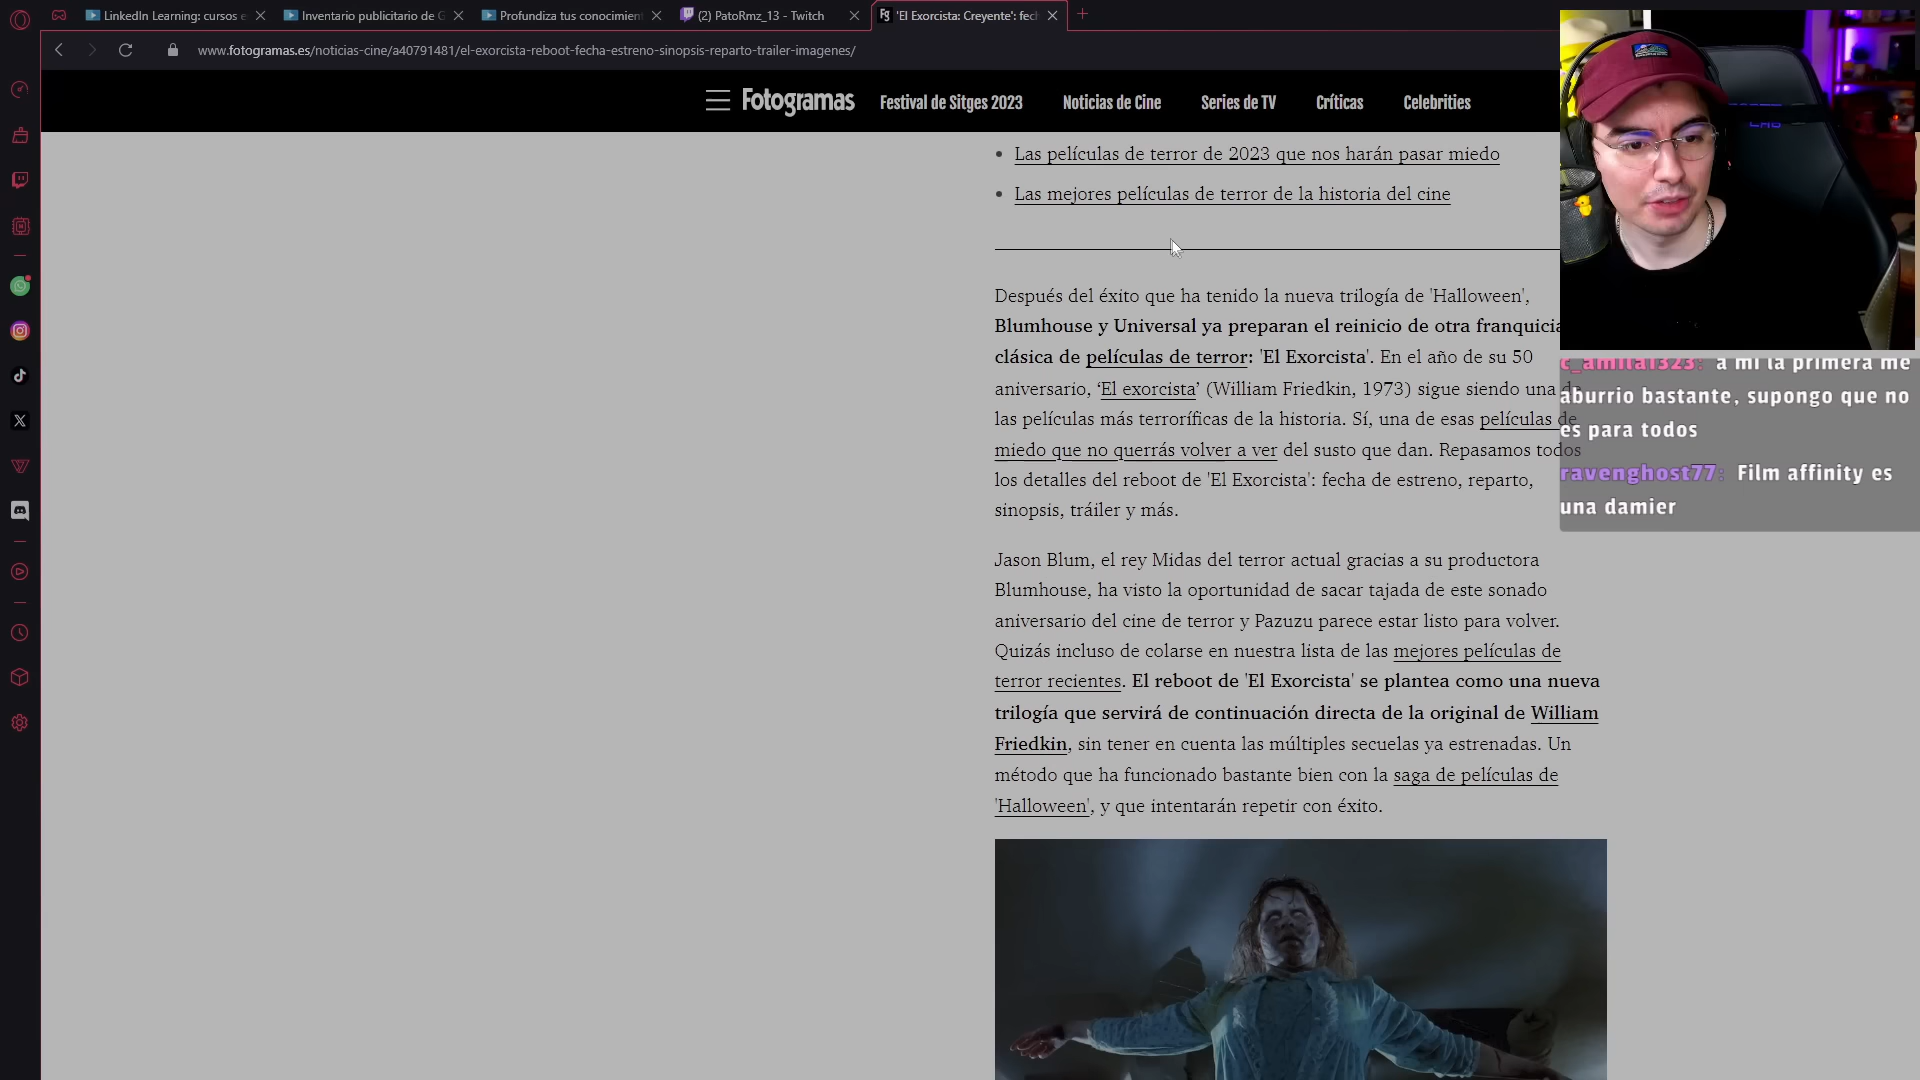 LinkedIn Learning: cursos e
Inventario publicitario de G
Profundiza tus conocimient
(2) PatoRmz_13 - Twitch
'El Exorcista: Creyente': fech
www.fotogramas.es/noticias-cine/a40791481/el-exorcista-reboot-fecha-estreno-sinopsis-reparto-trailer-imagenes/
Fotogramas
Festival de Sitges 2023
Noticias de Cine
Series de TV
Críticas
Celebrities
Las películas de terror de 2023 que nos harán pasar miedo
Las mejores películas de terror de la historia del cine
Después del éxito que ha tenido la nueva trilogía de 'Halloween',
Blumhouse y Universal ya preparan el reinicio de otra franquicia
clásica de películas de terror: 'El Exorcista'. En el año de su 50
aniversario, ‘El exorcista’ (William Friedkin, 1973) sigue siendo una de
las películas más terroríficas de la historia. Sí, una de esas películas de
miedo que no querrás volver a ver del susto que dan. Repasamos todos
los detalles del reboot de 'El Exorcista': fecha de estreno, reparto,
sinopsis, tráiler y más.
Jason Blum, el rey Midas del terror actual gracias a su productora
Blumhouse, ha visto la oportunidad de sacar tajada de este sonado
aniversario del cine de terror y Pazuzu parece estar listo para volver.
Quizás incluso de colarse en nuestra lista de las mejores películas de
terror recientes. El reboot de 'El Exorcista' se plantea como una nueva
trilogía que servirá de continuación directa de la original de William
Friedkin, sin tener en cuenta las múltiples secuelas ya estrenadas. Un
método que ha funcionado bastante bien con la saga de películas de
'Halloween', y que intentarán repetir con éxito.
a mi la primera me
aburrio bastante, supongo que no
es para todos
ravenghost77: Film affinity es
una damier